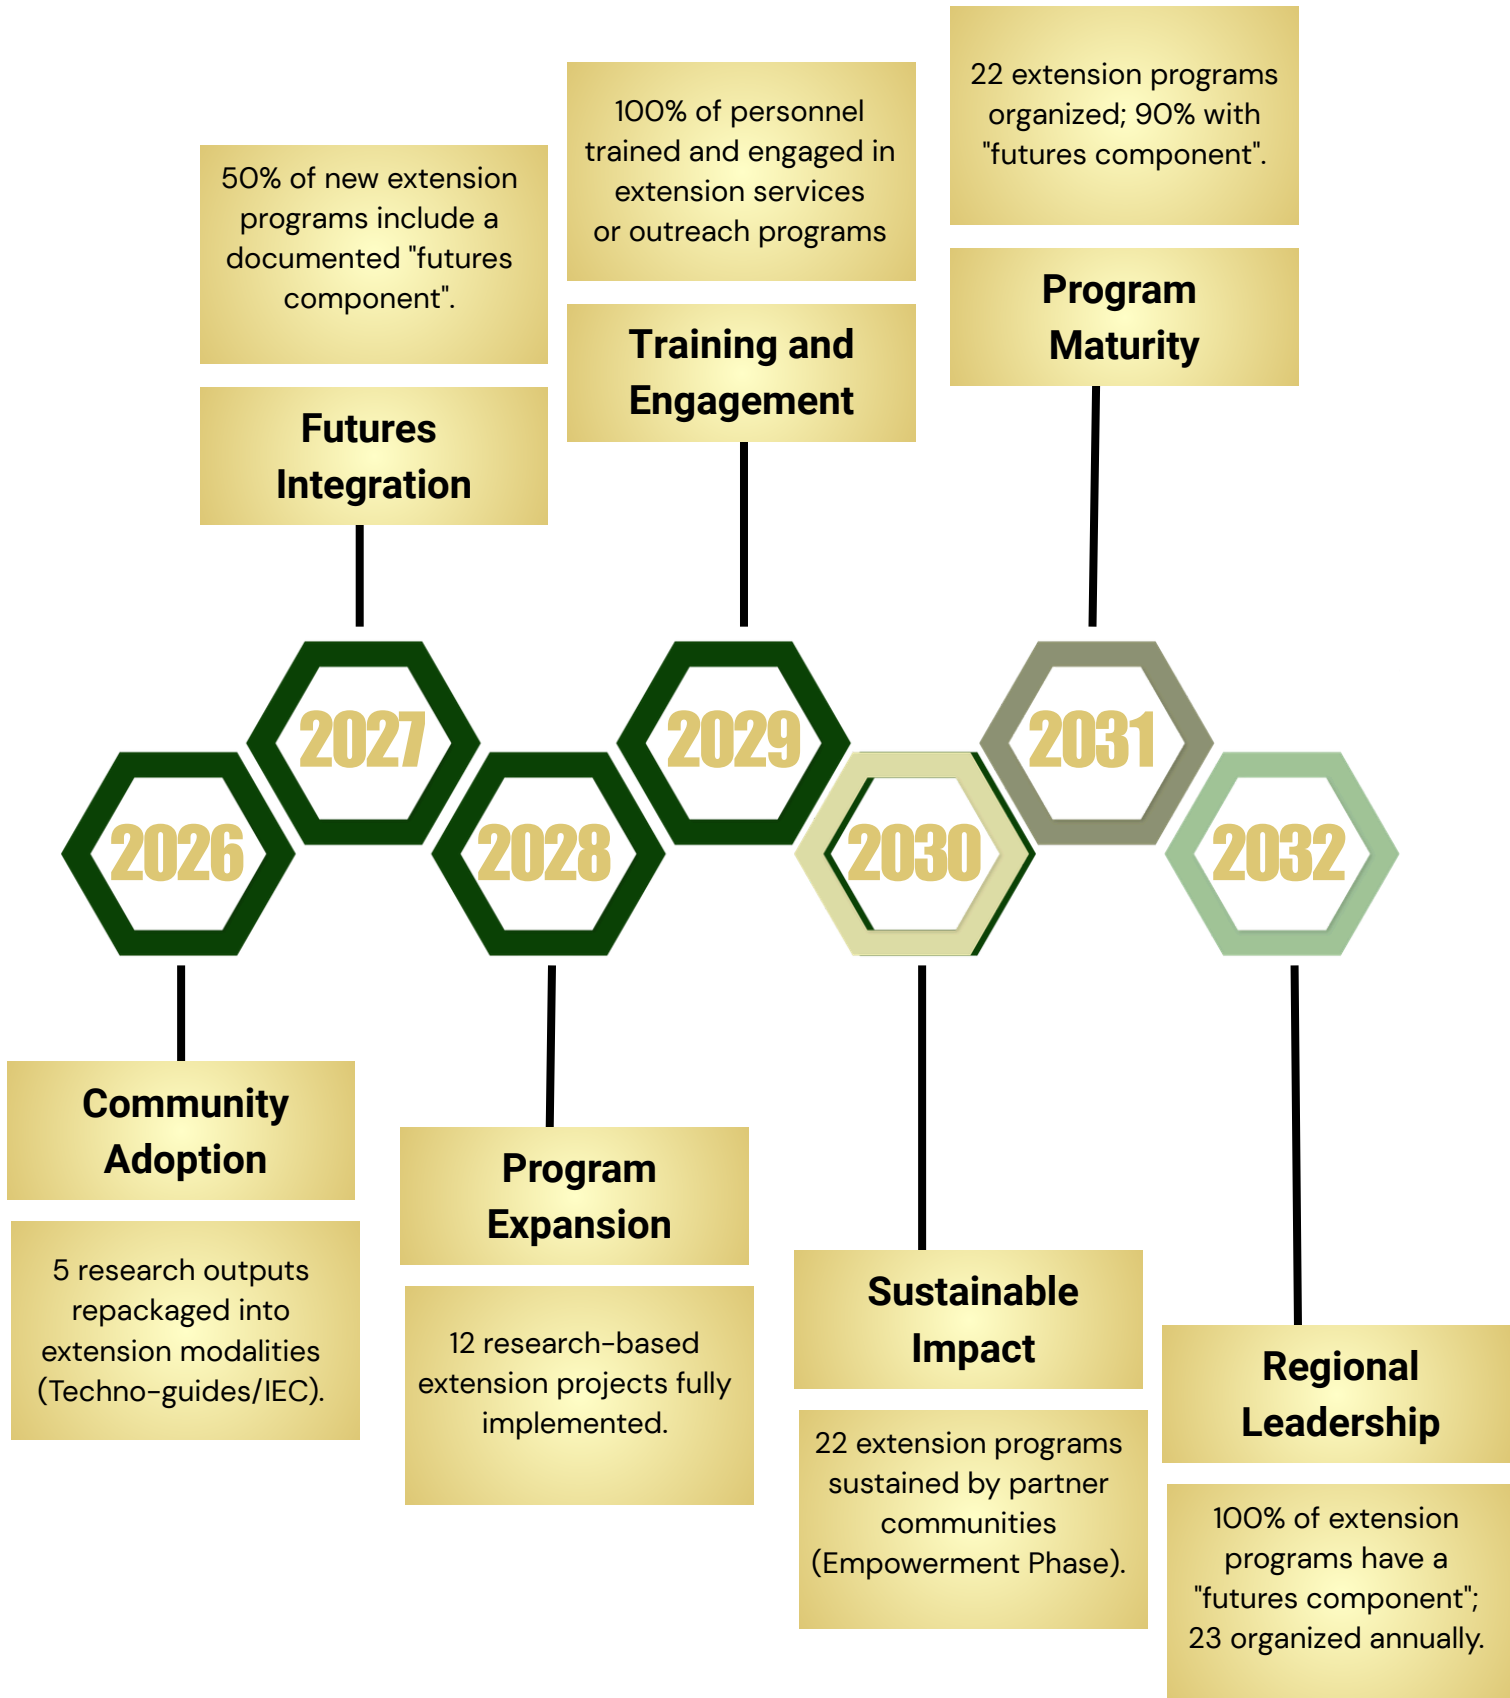 22 extension programs
organized; 90% with
"futures component".
Program
Maturity
100% of personnel
trained and engaged in
extension services
or outreach programs
Training and
Engagement
50% of new extension
programs include a
documented "futures
component".
Futures
Integration
2027
2029
2031
2026
2028
2030
2032
Community
Adoption
5 research outputs
repackaged into
extension modalities
(Techno-guides/IEC).
Program
Expansion
12 research-based
extension projects fully
implemented.
Sustainable
Impact
22 extension programs
sustained by partner
communities
(Empowerment Phase).
Regional
Leadership
100% of extension
programs have a
"futures component";
23 organized annually.